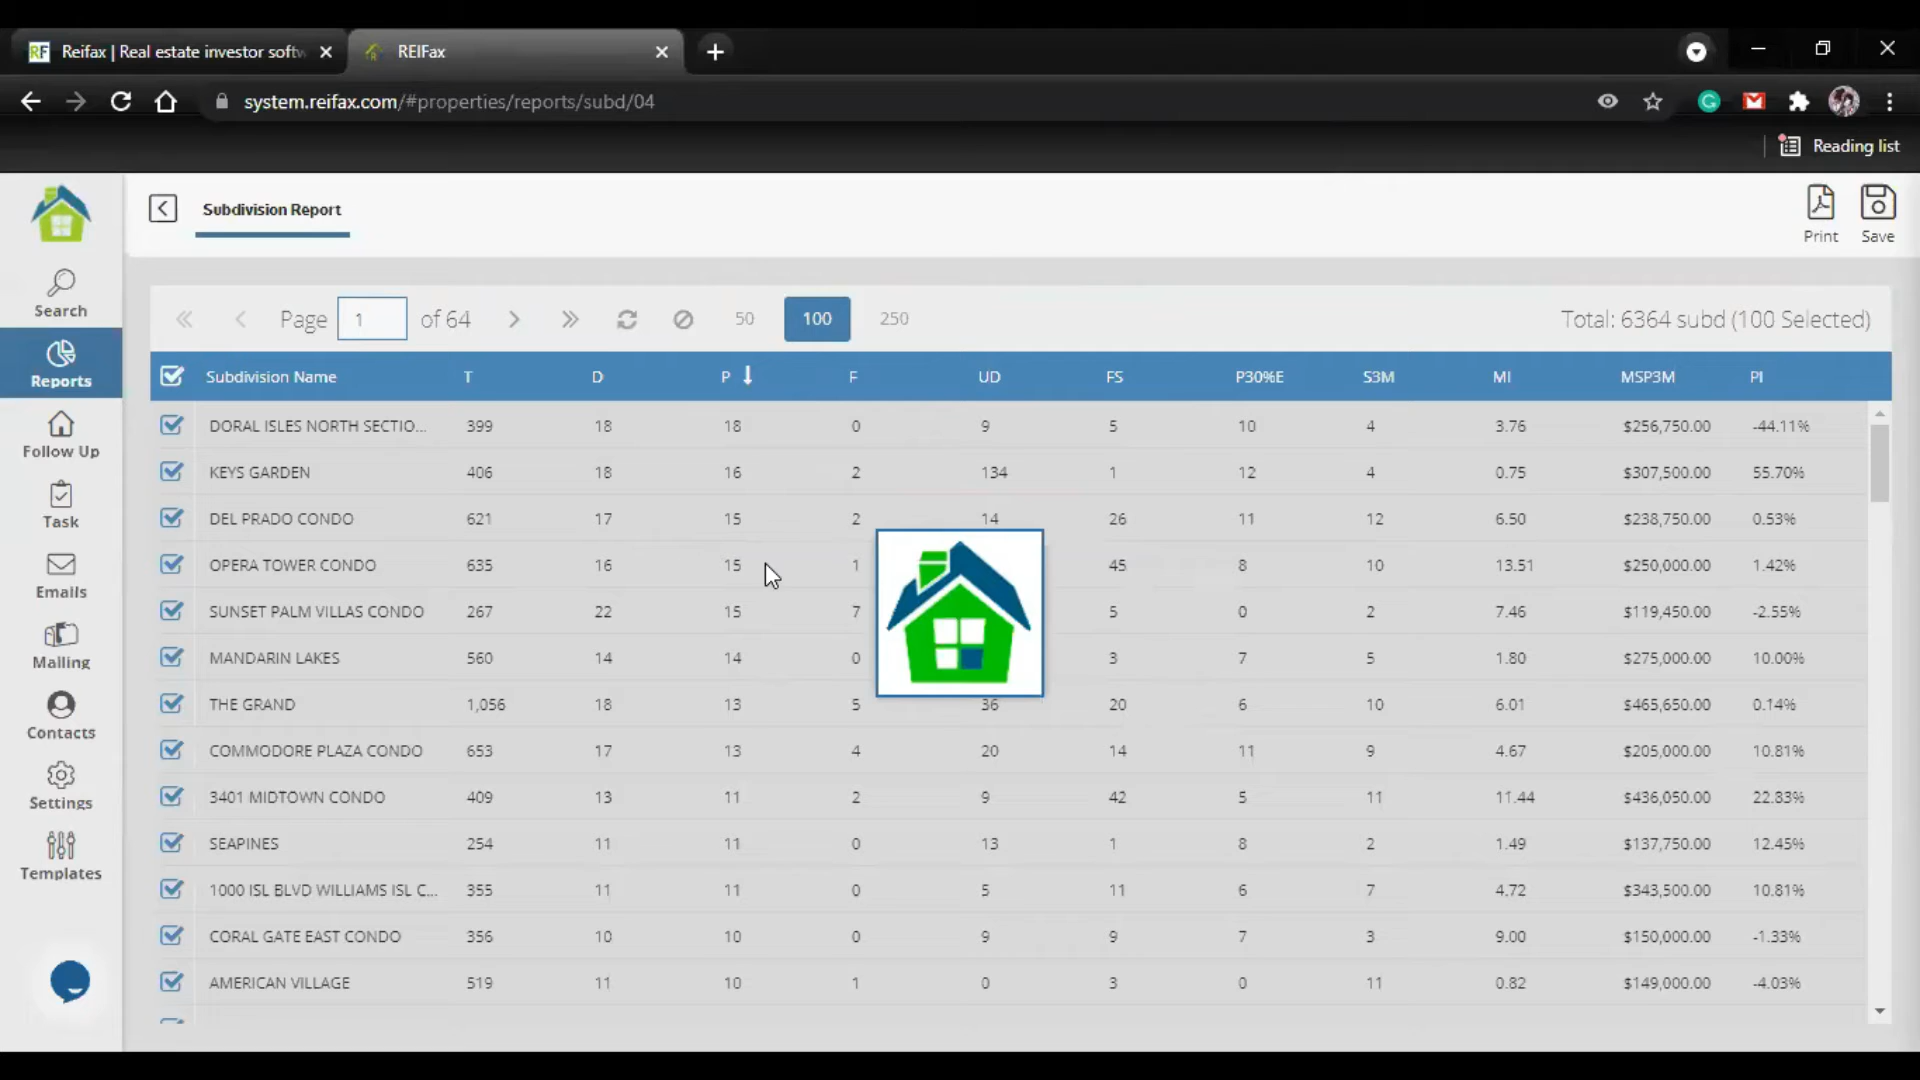 RF Reifax | Real estate investor softw
REIFax
system.reifax.com/#properties/reports/subd/04
Reading list
Subdivision Report
Print
Save
Search
Reports
Follow Up
Task
Emails
Mailing
Contacts
Settings
Templates
Page 1 of 64 50 100 250 Total: 6364 subd (100 Selected)
Subdivision Name T D P F UD FS P30%E S3M MI MSP3M PI
DORAL ISLES NORTH SECTIO... 399 18 18 0 9 5 10 4 3.76 $256,750.00 -44.11%
KEYS GARDEN 406 18 16 2 134 1 12 4 0.75 $307,500.00 55.70%
DEL PRADO CONDO 621 17 15 2 14 26 11 12 6.50 $238,750.00 0.53%
OPERA TOWER CONDO 635 16 15 1 45 8 10 13.51 $250,000.00 1.42%
SUNSET PALM VILLAS CONDO 267 22 15 7 5 0 2 7.46 $119,450.00 -2.55%
MANDARIN LAKES 560 14 14 0 3 7 5 1.80 $275,000.00 10.00%
THE GRAND 1,056 18 13 5 36 20 6 10 6.01 $465,650.00 0.14%
COMMODORE PLAZA CONDO 653 17 13 4 20 14 11 9 4.67 $205,000.00 10.81%
3401 MIDTOWN CONDO 409 13 11 2 9 42 5 11 11.44 $436,050.00 22.83%
SEAPINES 254 11 11 0 13 1 8 2 1.49 $137,750.00 12.45%
1000 ISL BLVD WILLIAMS ISL C... 355 11 11 0 5 11 6 7 4.72 $343,500.00 10.81%
CORAL GATE EAST CONDO 356 10 10 0 9 9 7 3 9.00 $150,000.00 -1.33%
AMERICAN VILLAGE 519 11 10 1 0 3 0 11 0.82 $149,000.00 -4.03%